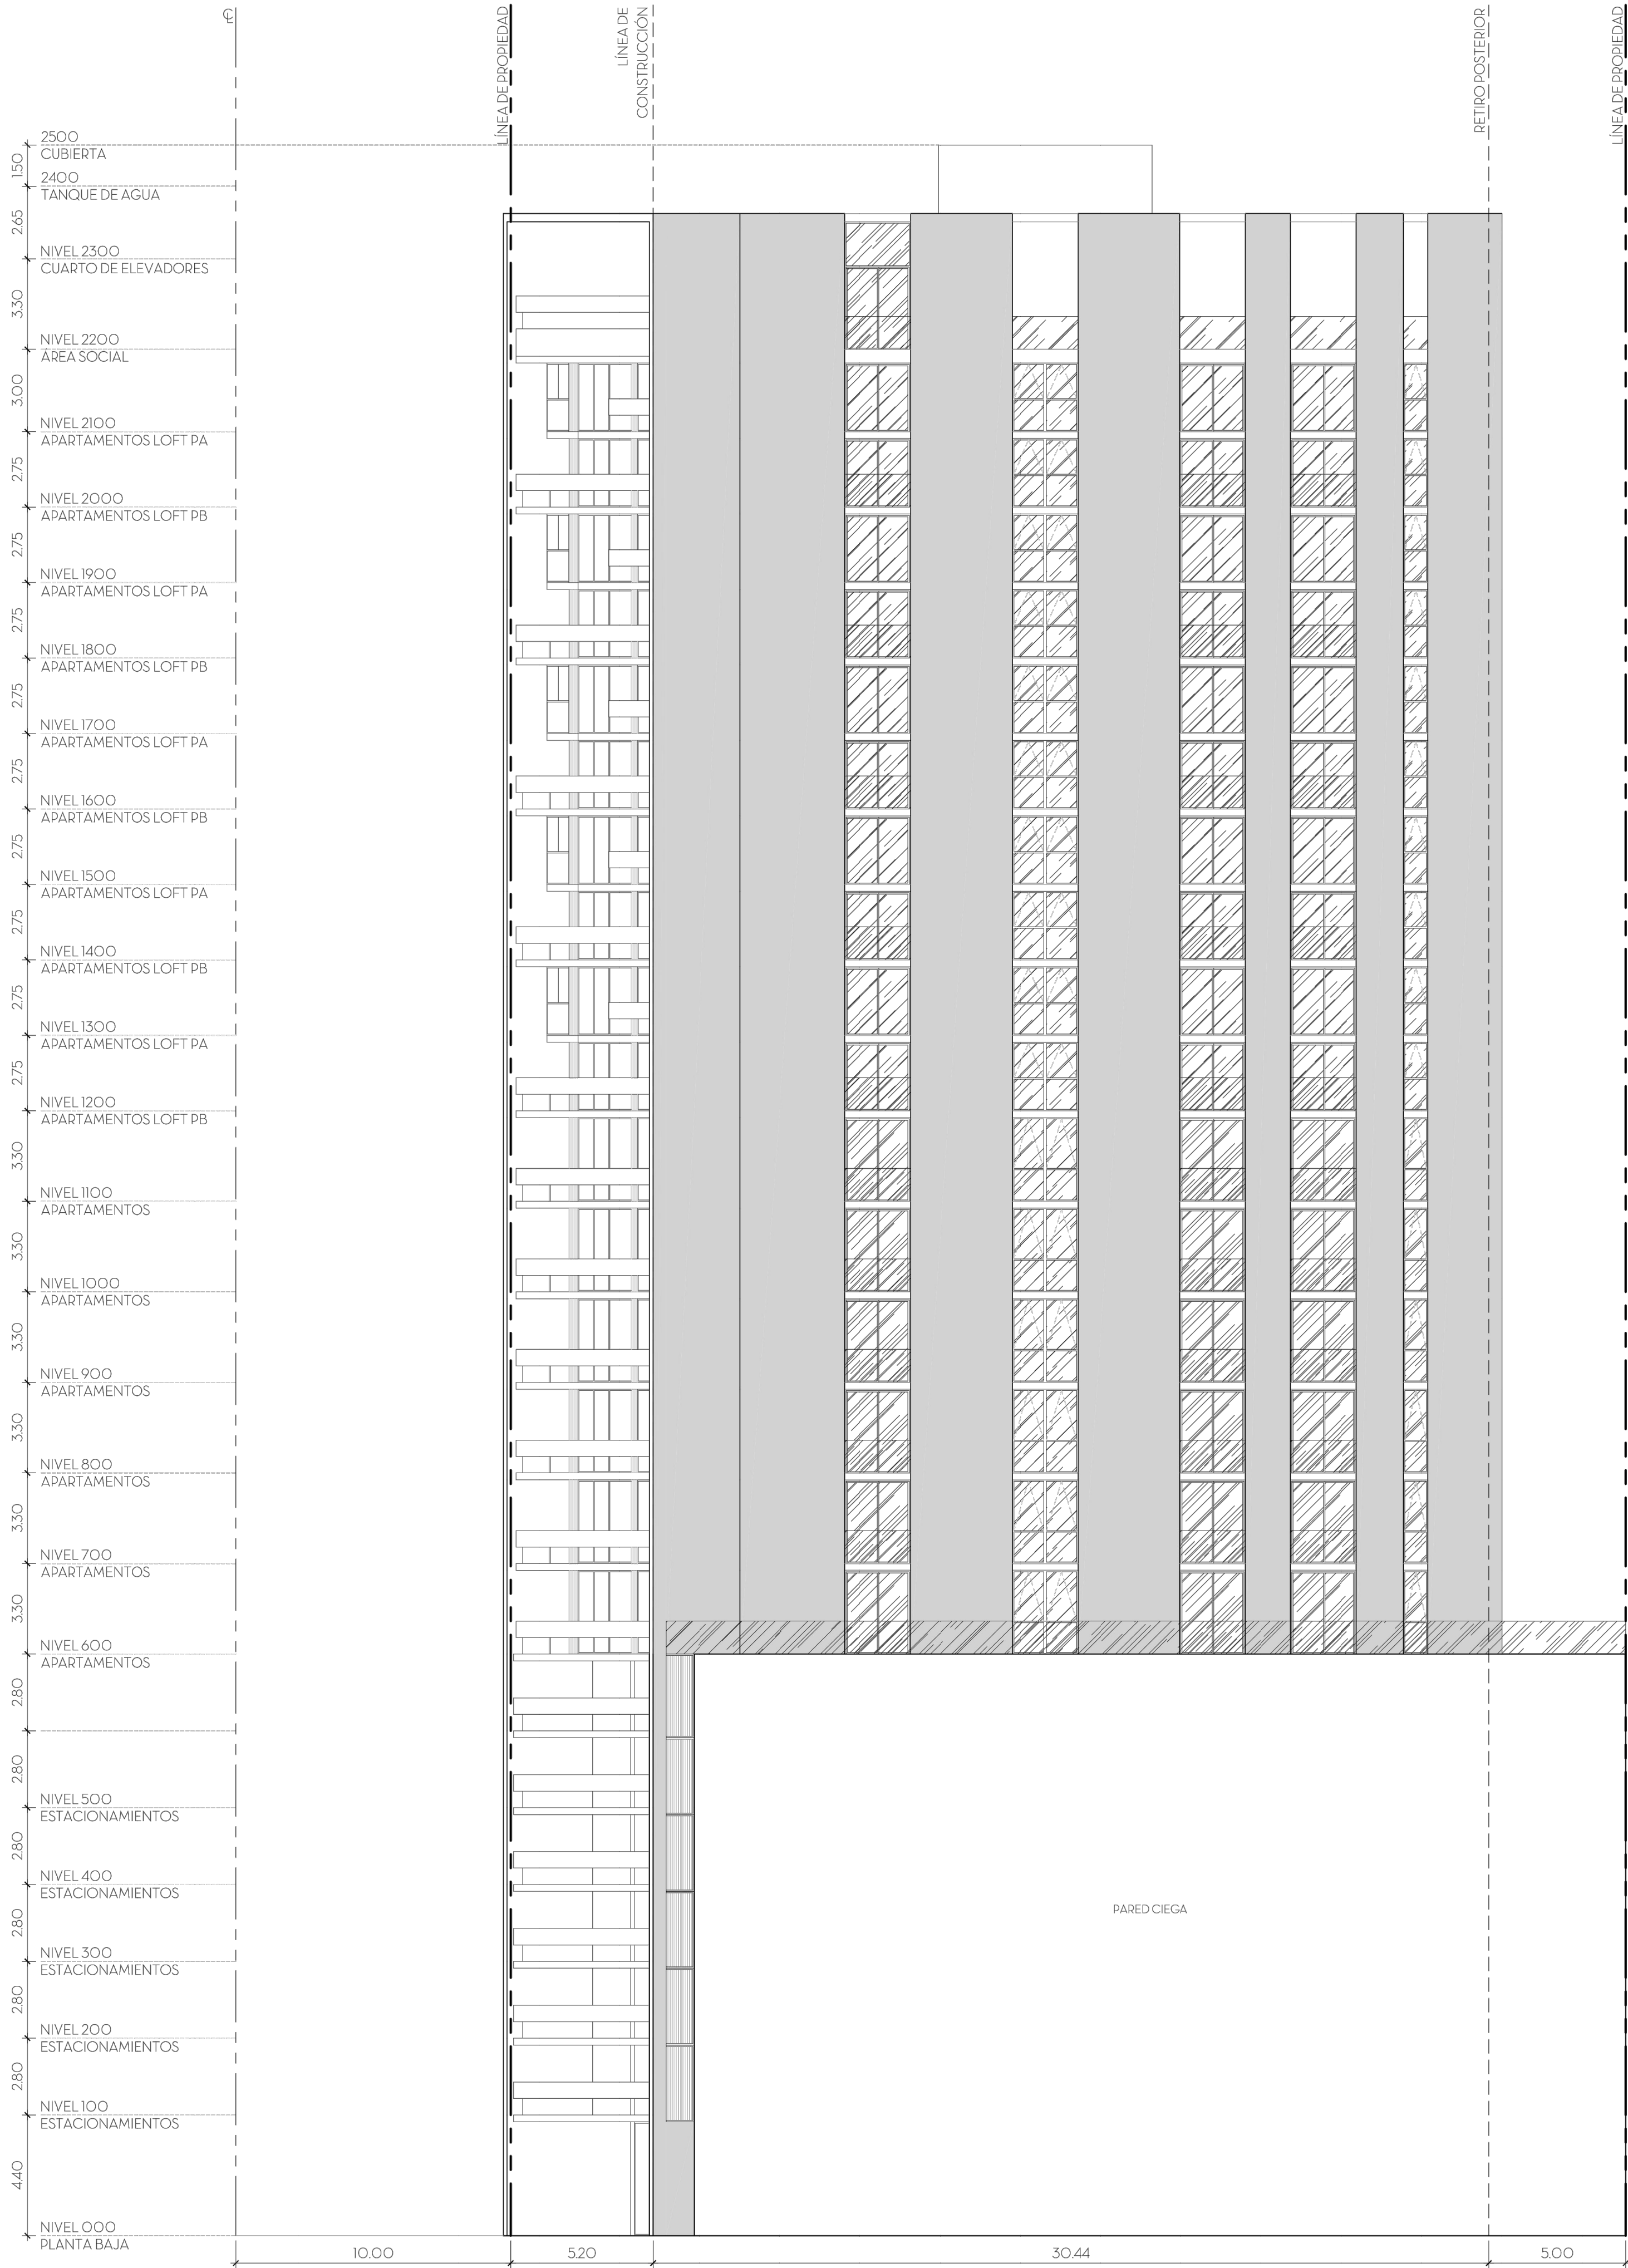 ℄
LÍNEA DE PROPIEDAD
LÍNEA DE
CONSTRUCCIÓN
RETIRO POSTERIOR
LÍNEA DE PROPIEDAD
2500
CUBIERTA
1.50
2400
TANQUE DE AGUA
2.65
NIVEL 2300
CUARTO DE ELEVADORES
3.30
NIVEL 2200
ÁREA SOCIAL
3.00
NIVEL 2100
APARTAMENTOS LOFT PA
2.75
NIVEL 2000
APARTAMENTOS LOFT PB
2.75
NIVEL 1900
APARTAMENTOS LOFT PA
2.75
NIVEL 1800
APARTAMENTOS LOFT PB
2.75
NIVEL 1700
APARTAMENTOS LOFT PA
2.75
NIVEL 1600
APARTAMENTOS LOFT PB
2.75
NIVEL 1500
APARTAMENTOS LOFT PA
2.75
NIVEL 1400
APARTAMENTOS LOFT PB
2.75
NIVEL 1300
APARTAMENTOS LOFT PA
2.75
NIVEL 1200
APARTAMENTOS LOFT PB
3.30
NIVEL 1100
APARTAMENTOS
3.30
NIVEL 1000
APARTAMENTOS
3.30
NIVEL 900
APARTAMENTOS
3.30
NIVEL 800
APARTAMENTOS
3.30
NIVEL 700
APARTAMENTOS
3.30
NIVEL 600
APARTAMENTOS
2.80
2.80
NIVEL 500
ESTACIONAMIENTOS
2.80
NIVEL 400
ESTACIONAMIENTOS
2.80
NIVEL 300
ESTACIONAMIENTOS
2.80
NIVEL 200
ESTACIONAMIENTOS
2.80
NIVEL 100
ESTACIONAMIENTOS
4.40
NIVEL 000
PLANTA BAJA
PARED CIEGA
10.00
5.20
30.44
5.00